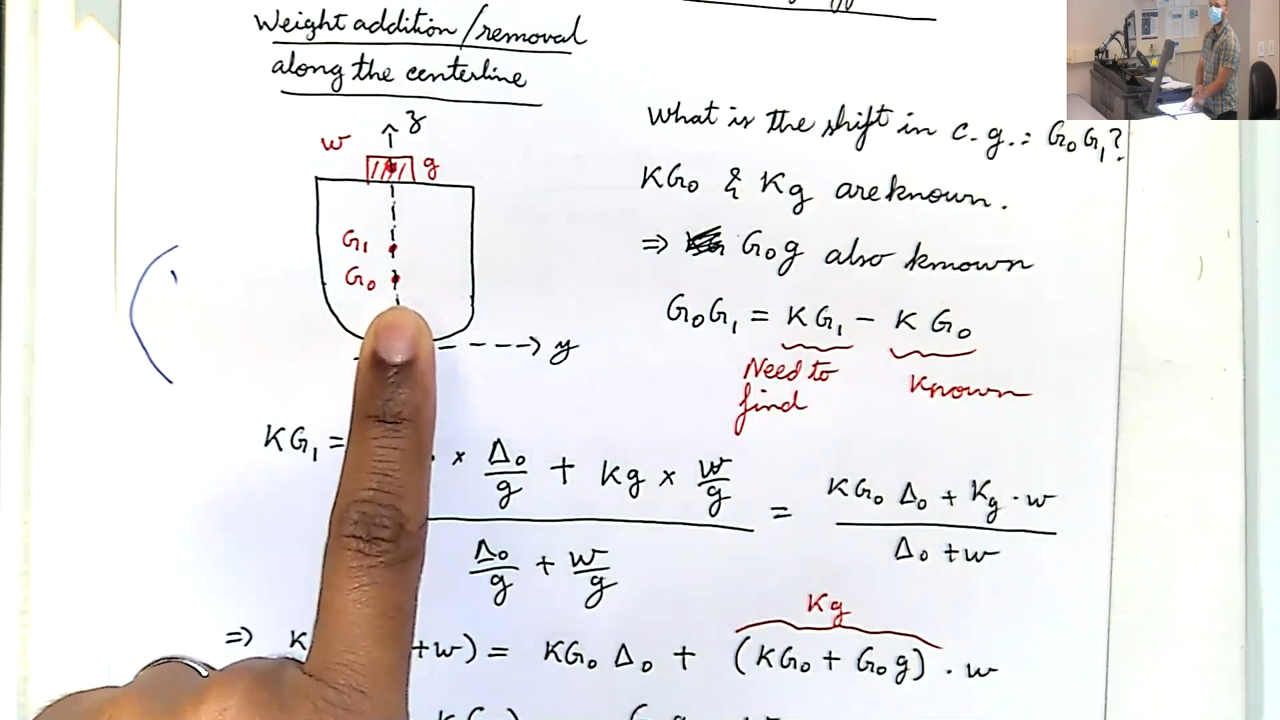 Weight addition/removal
along the centerline
z
w
g
G₁
G₀
y
What is the shift in c.g.: G₀G₁?
KG₀ & Kg are known.
⇒ G₀g also known
G₀G₁ = KG₁ − KG₀
Need to find
Known
KG₁ = × Δ₀/g + Kg × w/g
Δ₀/g + w/g
= KG₀ Δ₀ + Kg · w
Δ₀ + w
Kg
⇒ K +w) = KG₀ Δ₀ + (KG₀ + G₀g) · w